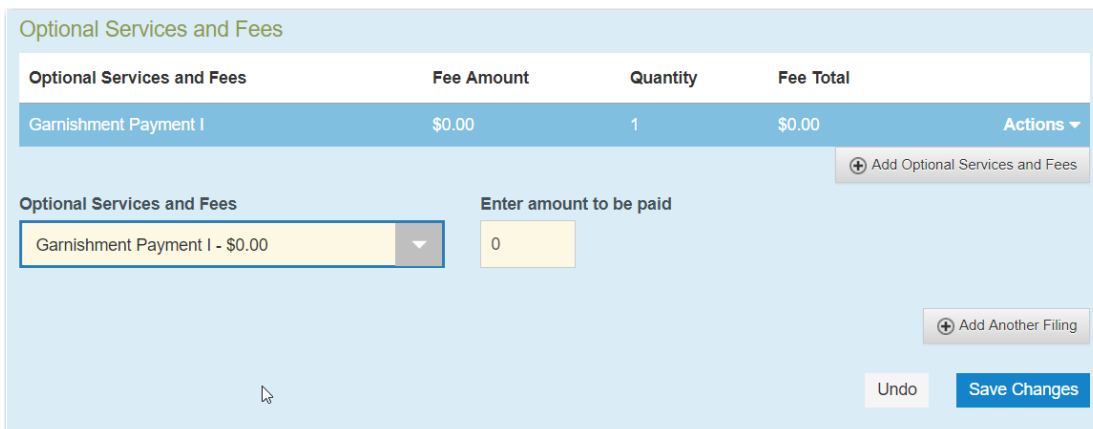 Optional Services and Fees
Optional Services and Fees Fee Amount Quantity Fee Total
Garnishment Payment I $0.00 1 $0.00 Actions
Add Optional Services and Fees
Optional Services and Fees Enter amount to be paid
Garnishment Payment I - $0.00 0
Add Another Filing
Undo Save Changes